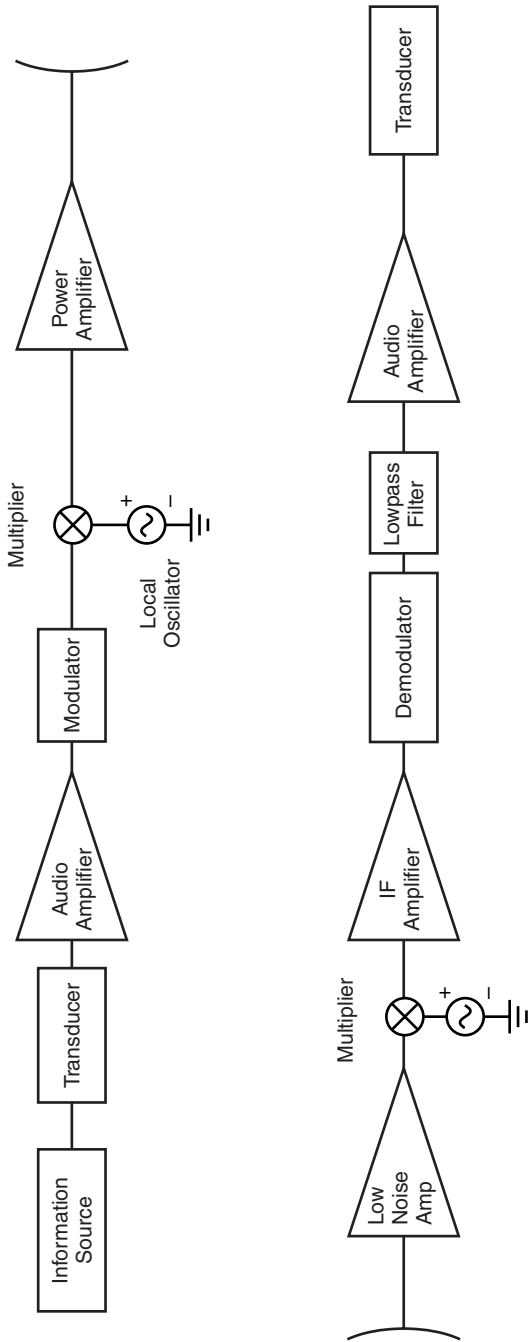 Information
Source
Transducer
Audio
Amplifier
Modulator
Multiplier
+
−
Local
Oscillator
Power
Amplifier
Low
Noise
Amp
Multiplier
+
−
IF
Amplifier
Demodulator
Lowpass
Filter
Audio
Amplifier
Transducer